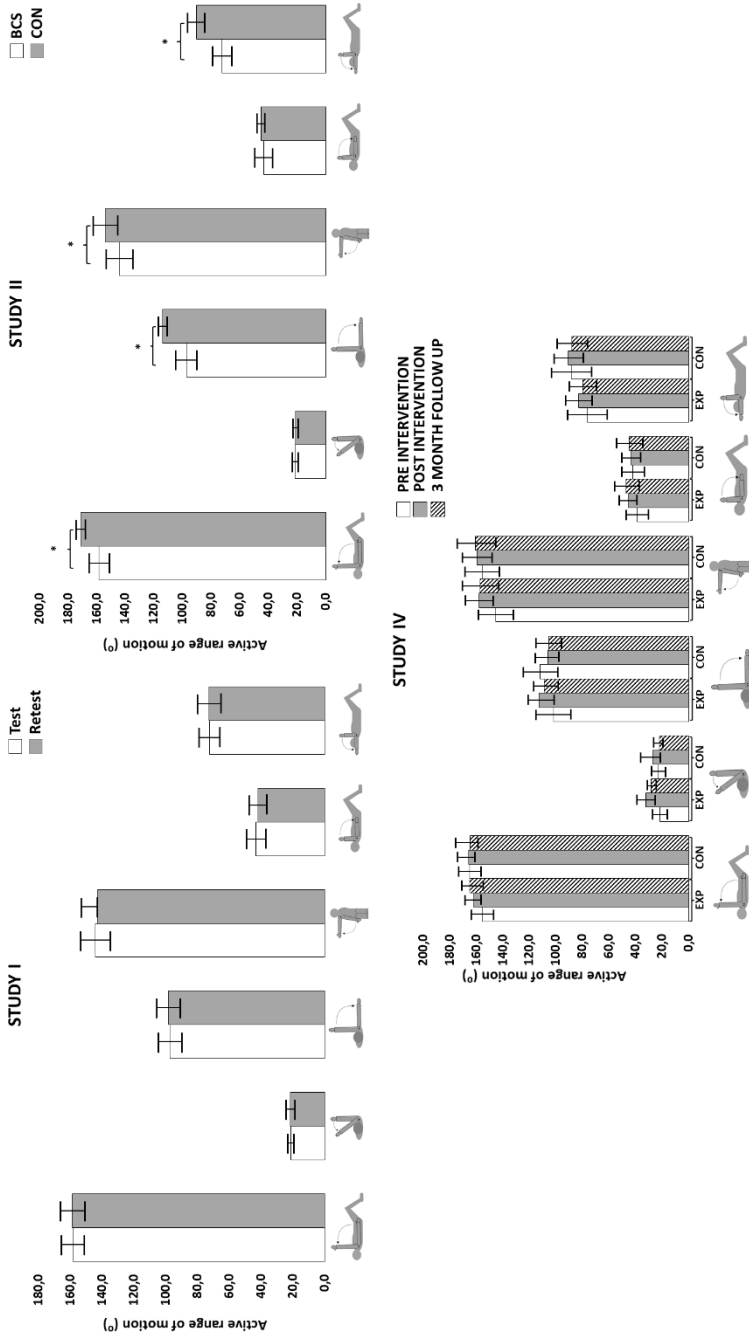 STUDY I
Test
Retest
Active range of motion (º)
180,0
160,0
140,0
120,0
100,0
80,0
60,0
40,0
20,0
0,0
STUDY II
BCS
CON
Active range of motion (º)
200,0
180,0
160,0
140,0
120,0
100,0
80,0
60,0
40,0
20,0
0,0
*
*
*
*
STUDY IV
PRE INTERVENTION
POST INTERVENTION
3 MONTH FOLLOW UP
Active range of motion (º)
200,0
180,0
160,0
140,0
120,0
100,0
80,0
60,0
40,0
20,0
0,0
EXP CON EXP CON EXP CON EXP CON EXP CON EXP CON